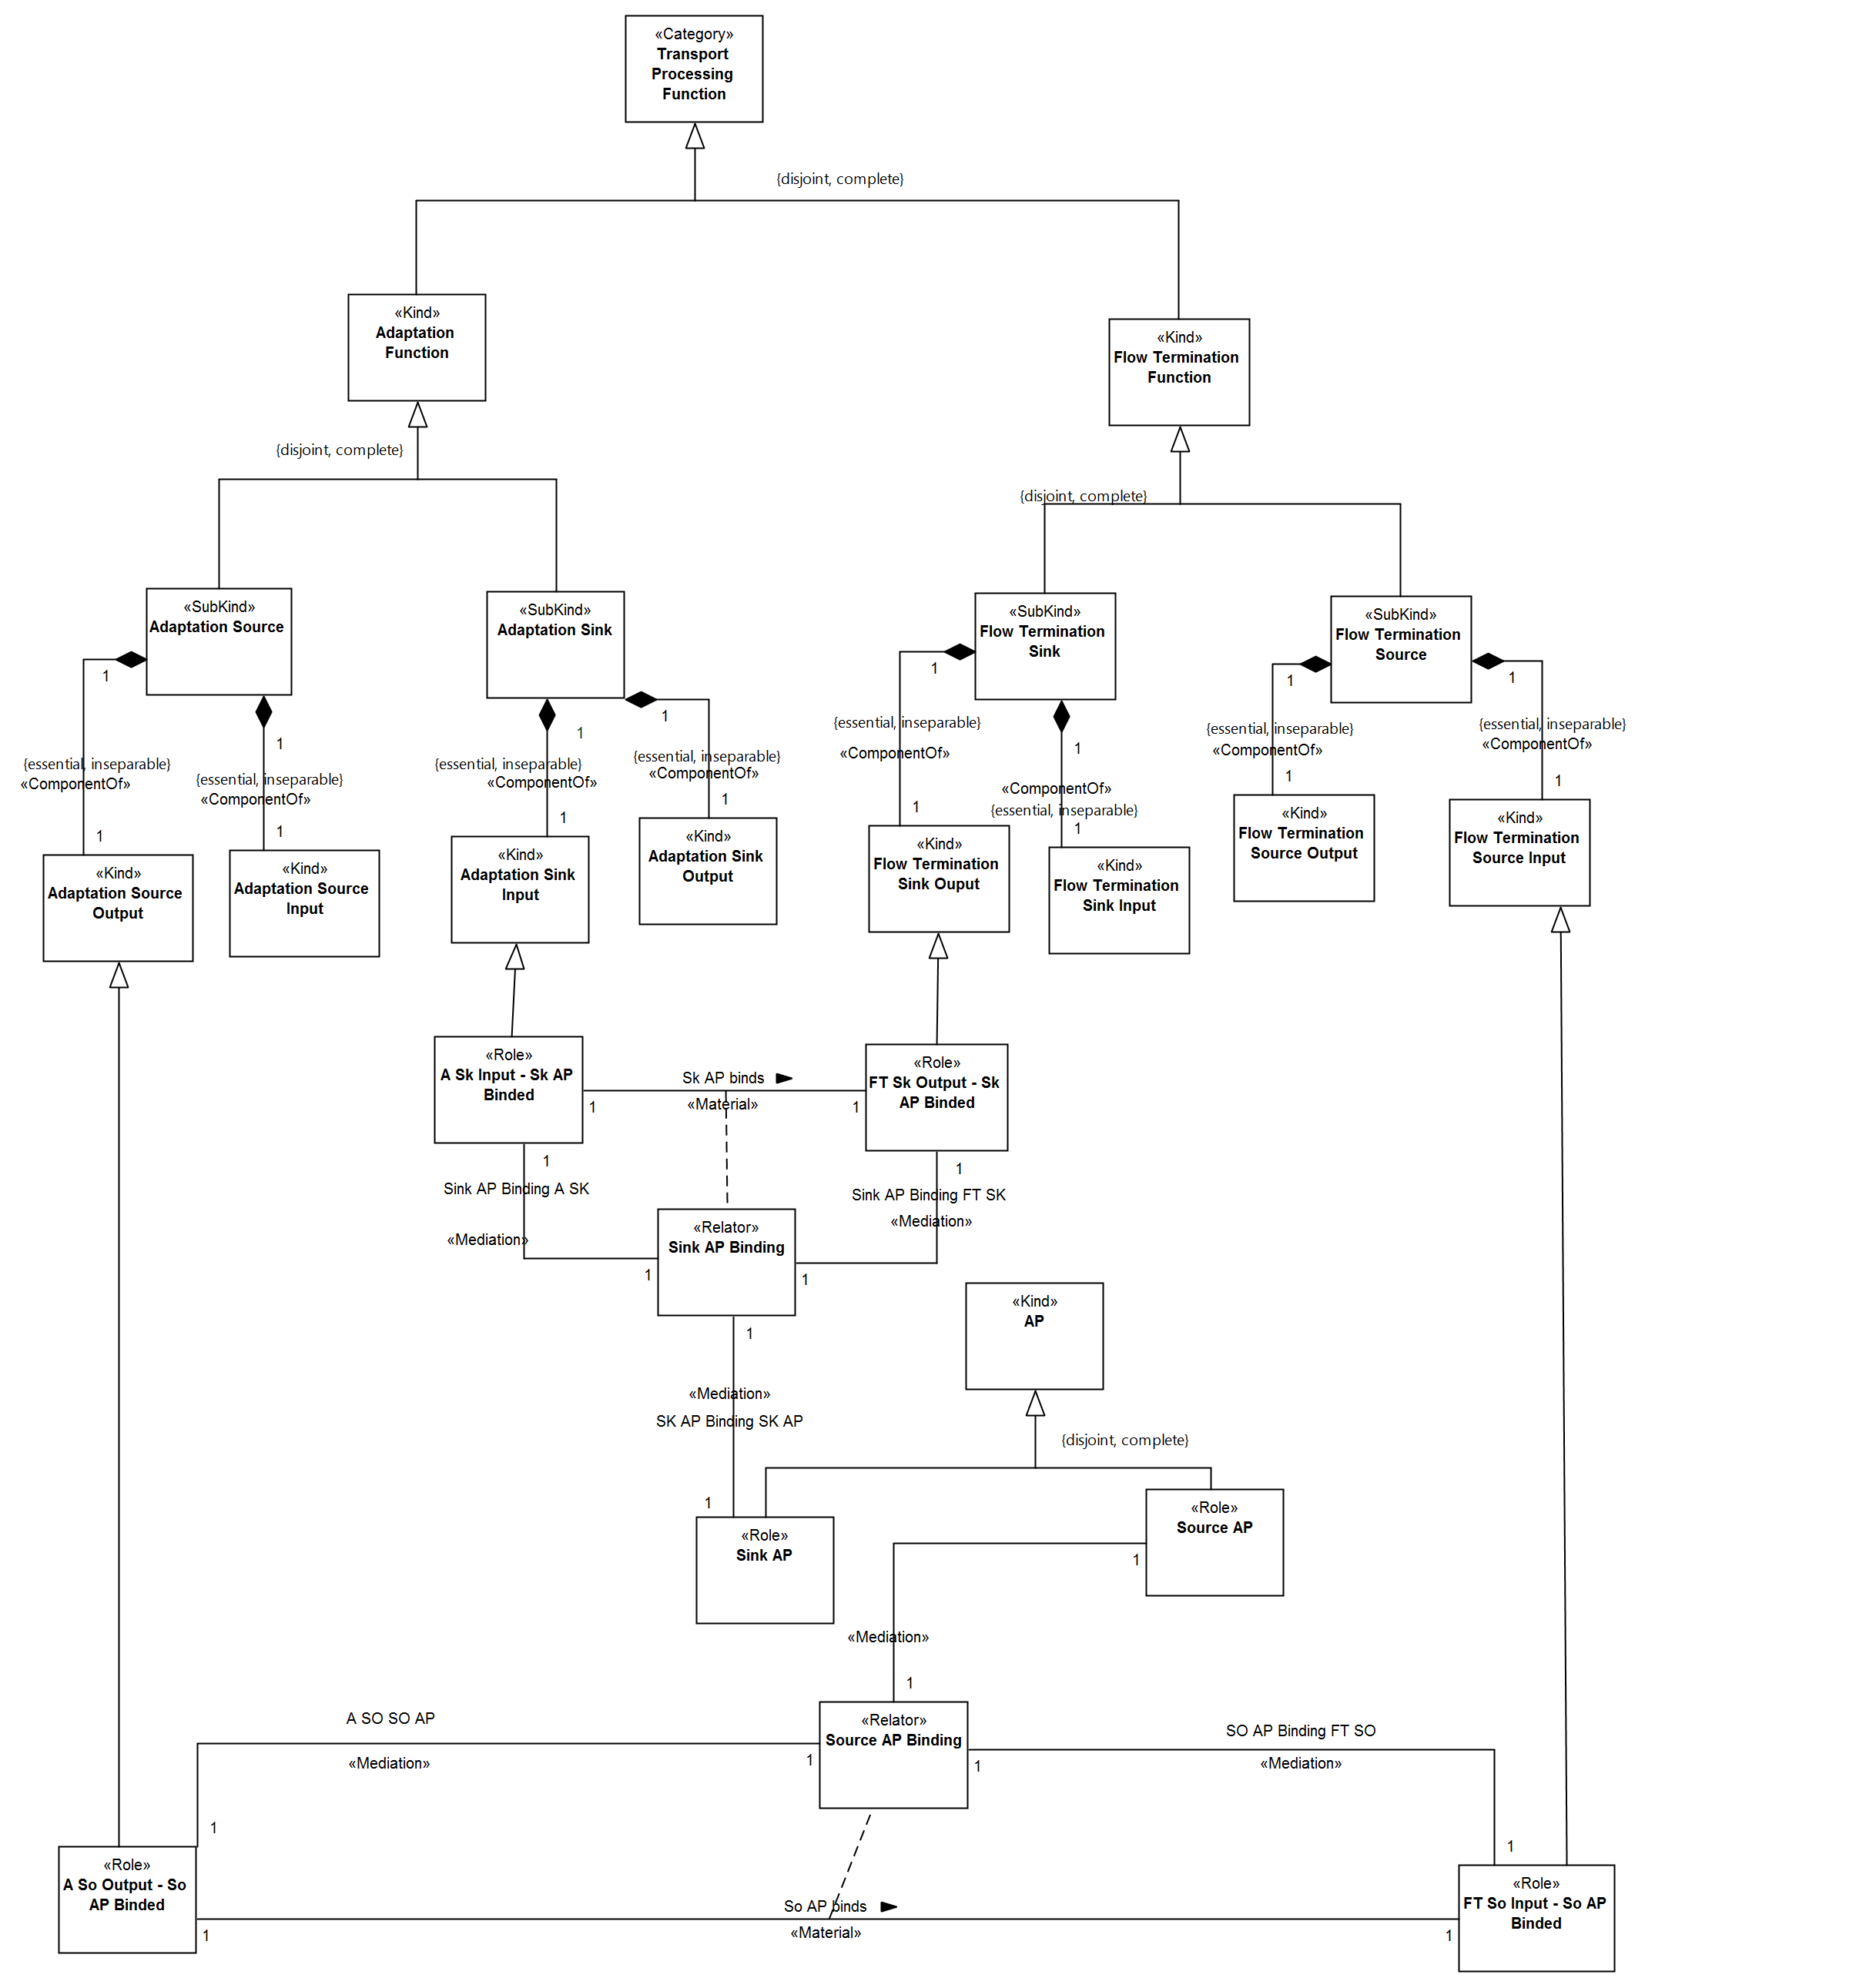 «Category»
Transport
Processing
Function
{disjoint, complete}
«Kind»
Adaptation
Function
«Kind»
Flow Termination
Function
{disjoint, complete}
{disjoint, complete}
«SubKind»
Adaptation Source
«SubKind»
Adaptation Sink
«SubKind»
Flow Termination
Sink
«SubKind»
Flow Termination
Source
1
1
1
1
1
1
1
1
{essential, inseparable}
«ComponentOf»
{essential, inseparable}
«ComponentOf»
{essential, inseparable}
«ComponentOf»
{essential, inseparable}
«ComponentOf»
{essential, inseparable}
«ComponentOf»
«ComponentOf»
{essential, inseparable}
{essential, inseparable}
«ComponentOf»
{essential, inseparable}
«ComponentOf»
1
1
1
1
1
1
1
1
«Kind»
Adaptation Source
Output
«Kind»
Adaptation Source
Input
«Kind»
Adaptation Sink
Input
«Kind»
Adaptation Sink
Output
«Kind»
Flow Termination
Sink Ouput
«Kind»
Flow Termination
Sink Input
«Kind»
Flow Termination
Source Output
«Kind»
Flow Termination
Source Input
«Role»
A Sk Input - Sk AP
Binded
Sk AP binds
«Material»
1
1
«Role»
FT Sk Output - Sk
AP Binded
1
Sink AP Binding A SK
«Mediation»
1
1
Sink AP Binding FT SK
«Mediation»
1
«Relator»
Sink AP Binding
1
«Mediation»
SK AP Binding SK AP
1
«Kind»
AP
{disjoint, complete}
«Role»
Sink AP
«Role»
Source AP
1
«Mediation»
1
«Relator»
Source AP Binding
A SO SO AP
«Mediation»
1
1
SO AP Binding FT SO
«Mediation»
1
1
«Role»
A So Output - So
AP Binded
So AP binds
«Material»
1
1
«Role»
FT So Input - So AP
Binded